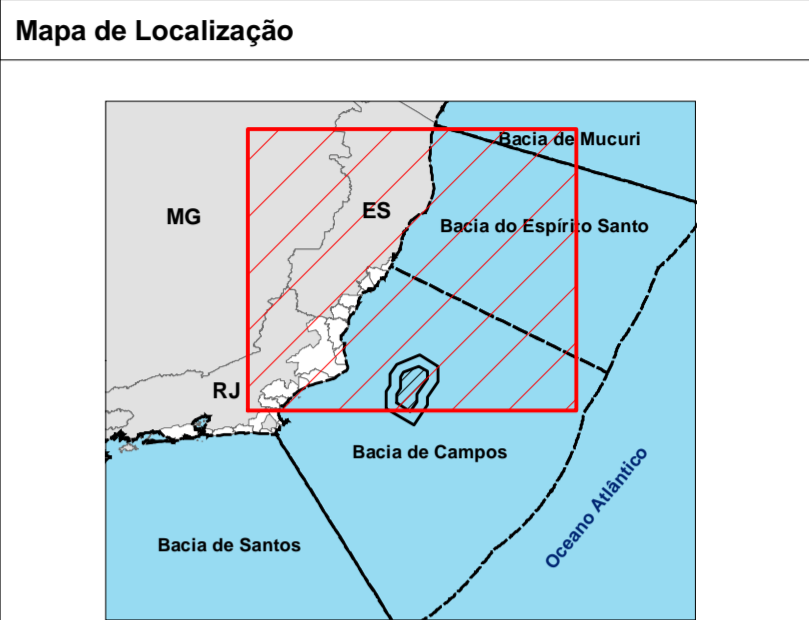 Mapa de Localização
Bacia de Mucuri
MG
ES
Bacia do Espírito Santo
RJ
Bacia de Campos
Oceano Atlântico
Bacia de Santos